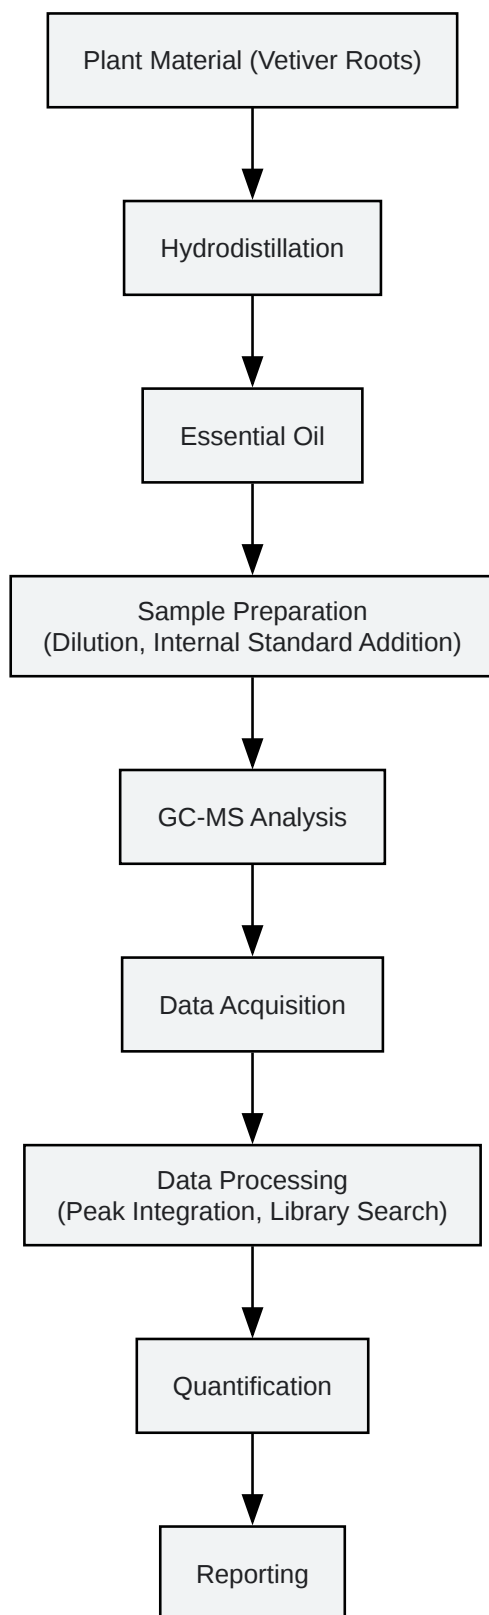 Plant Material (Vetiver Roots)
Hydrodistillation
Essential Oil
Sample Preparation
(Dilution, Internal Standard Addition)
GC-MS Analysis
Data Acquisition
Data Processing
(Peak Integration, Library Search)
Quantification
Reporting